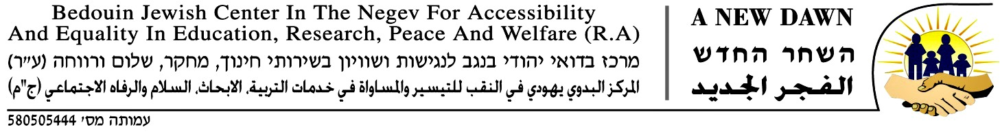 Bedouin Jewish Center In The Negev For Accessibility
And Equality In Education, Research, Peace And Welfare (R.A)
מרכז בדואי יהודי בנגב לנגישות ושוויון בשירותי חינוך, מחקר, שלום ורווחה (ע״ר)
المركز البدوي يهودي في النقب للتيسير والمساواة في خدمات التربية، الابحاث، السلام والرفاه الاجتماعي (ج"م)
עמותה מס׳ 580505444
A NEW DAWN
השחר החדש
الفجر الجديد